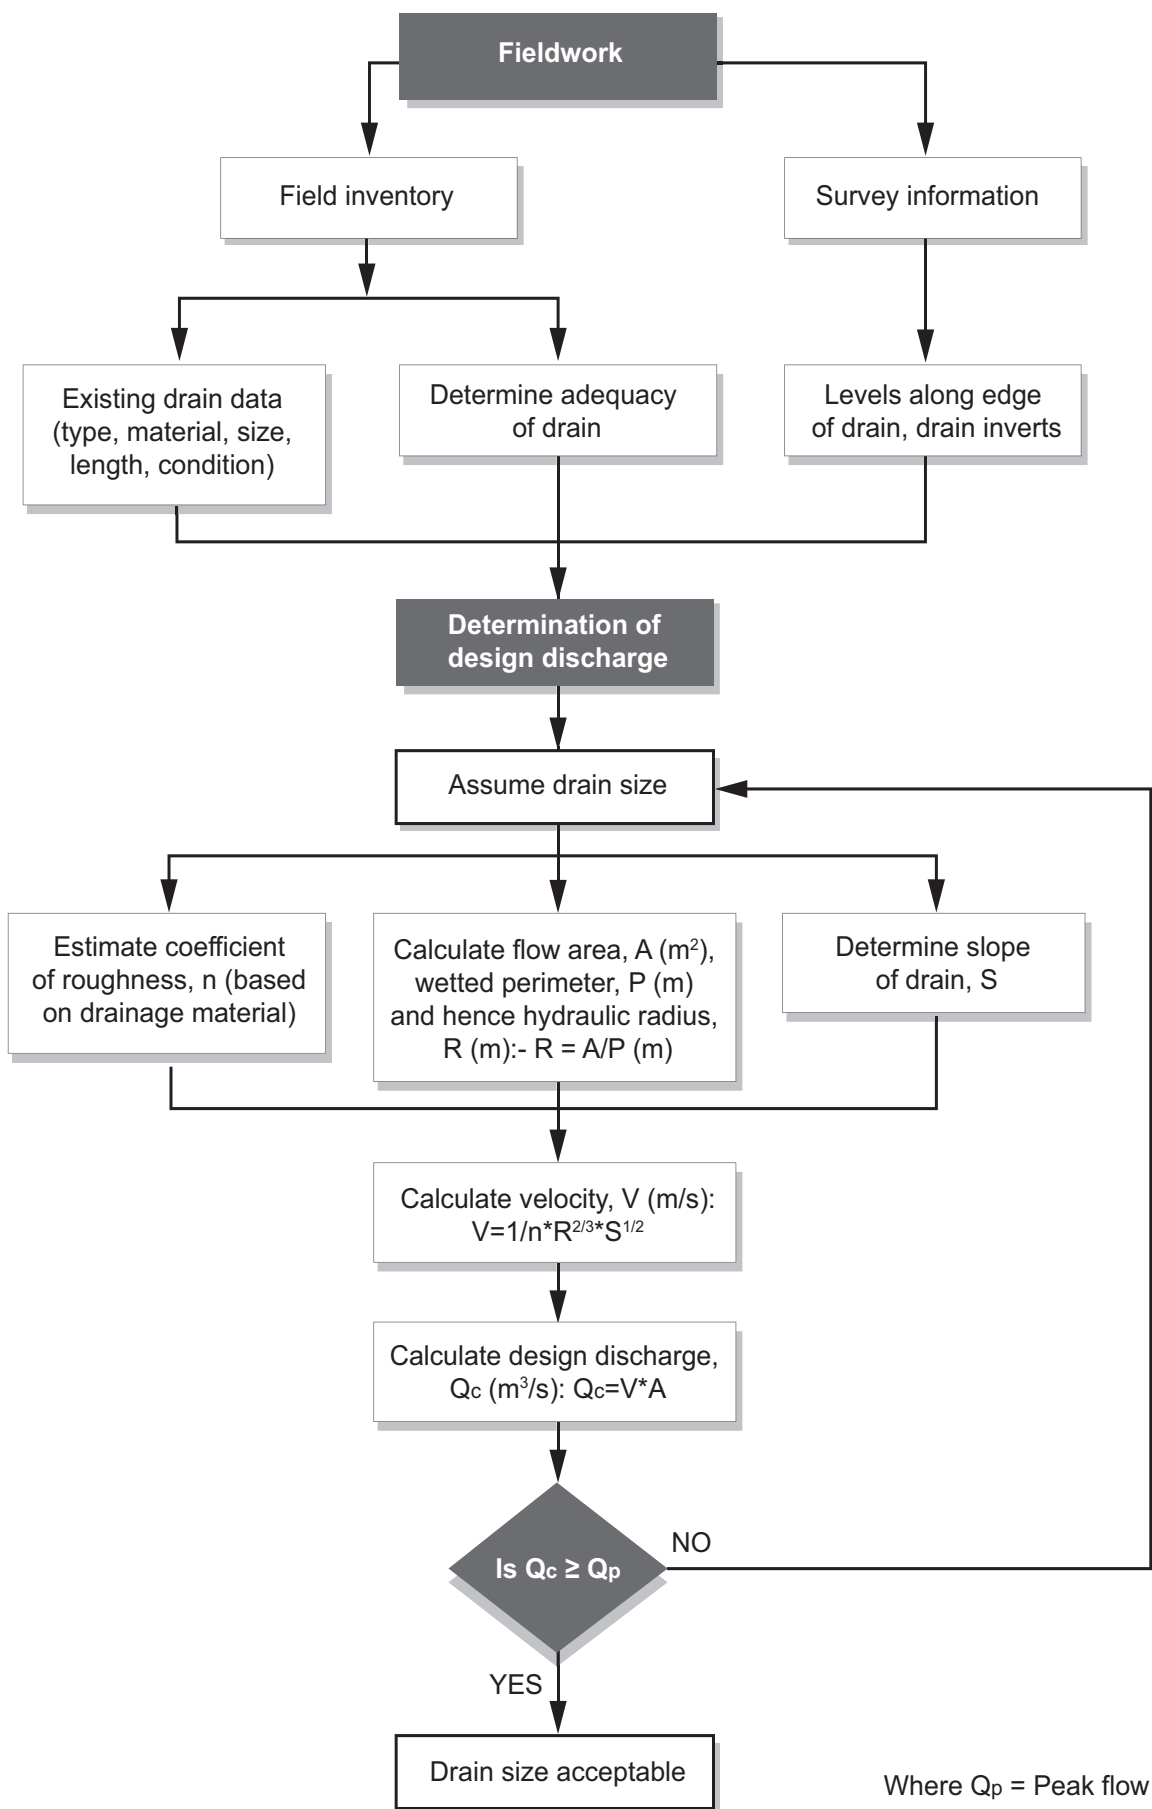 Fieldwork
Field inventory
Survey information
Existing drain data
(type, material, size,
length, condition)
Determine adequacy
of drain
Levels along edge
of drain, drain inverts
Determination of
design discharge
Assume drain size
Estimate coefficient
of roughness, n (based
on drainage material)
Calculate flow area, A (m²),
wetted perimeter, P (m)
and hence hydraulic radius,
R (m):- R = A/P (m)
Determine slope
of drain, S
Calculate velocity, V (m/s):
V=1/n*R^2/3*S^1/2
Calculate design discharge,
Qc (m³/s): Qc=V*A
Is Qc ≥ Qp
NO
YES
Drain size acceptable
Where Qp = Peak flow